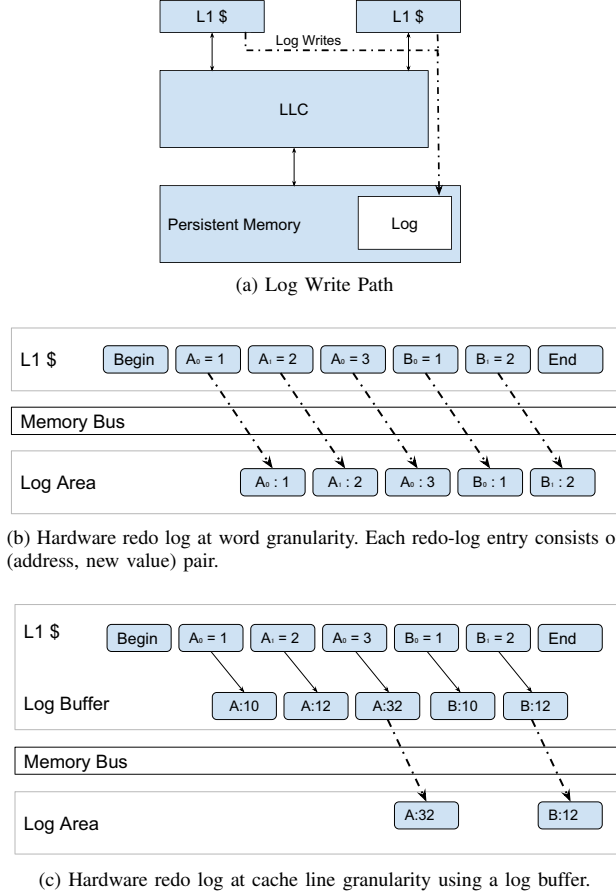 L1 $ L1 $
Log Writes
LLC
Persistent Memory Log
(a) Log Write Path
L1 $ Begin A₀ = 1 A₁ = 2 A₀ = 3 B₀ = 1 B₁ = 2 End
Memory Bus
Log Area A₀ : 1 A₁ : 2 A₀ : 3 B₀ : 1 B₁ : 2
(b) Hardware redo log at word granularity. Each redo-log entry consists o
(address, new value) pair.
L1 $ Begin A₀ = 1 A₁ = 2 A₀ = 3 B₀ = 1 B₁ = 2 End
Log Buffer A:10 A:12 A:32 B:10 B:12
Memory Bus
Log Area A:32 B:12
(c) Hardware redo log at cache line granularity using a log buffer.